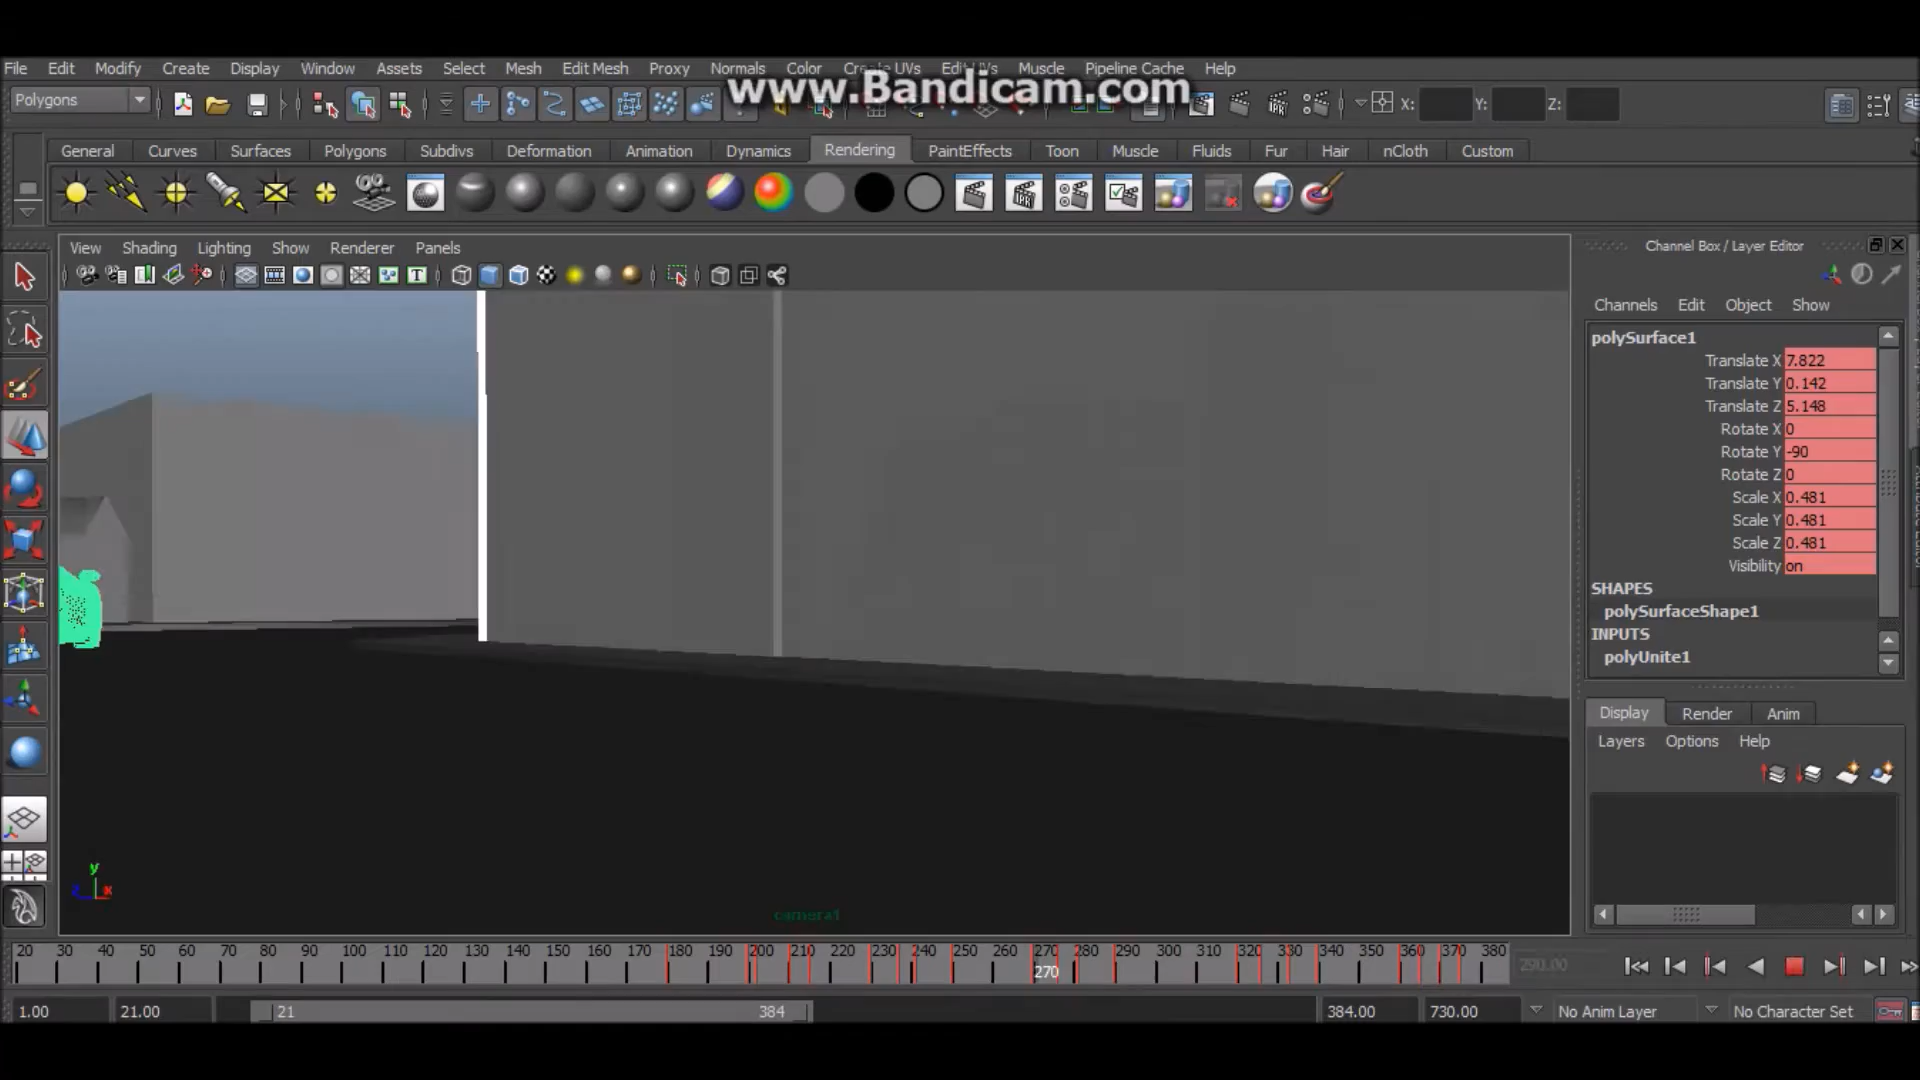 File Edit Modify Create Display Window Assets Select Mesh Edit Mesh Proxy Normals Color Create UVs Edit UVs Muscle Pipeline Cache Help
www.Bandicam.com
Polygons X: Y: Z:
General Curves Surfaces Polygons Subdivs Deformation Animation Dynamics Rendering PaintEffects Toon Muscle Fluids Fur Hair nCloth Custom
View Shading Lighting Show Renderer Panels
Channel Box / Layer Editor
Channels Edit Object Show
polySurface1
Translate X 7.822
Translate Y 0.142
Translate Z 5.148
Rotate X 0
Rotate Y -90
Rotate Z 0
Scale X 0.481
Scale Y 0.481
Scale Z 0.481
Visibility on
SHAPES
polySurfaceShape1
INPUTS
polyUnite1
Display Render Anim
Layers Options Help
y
z x
camera1
20 30 40 50 60 70 80 90 100 110 120 130 140 150 160 170 180 190 200 210 220 230 240 250 260 270 280 290 300 310 320 330 340 350 360 370 380
270
290.00
1.00 21.00 21 384 384.00 730.00 No Anim Layer No Character Set